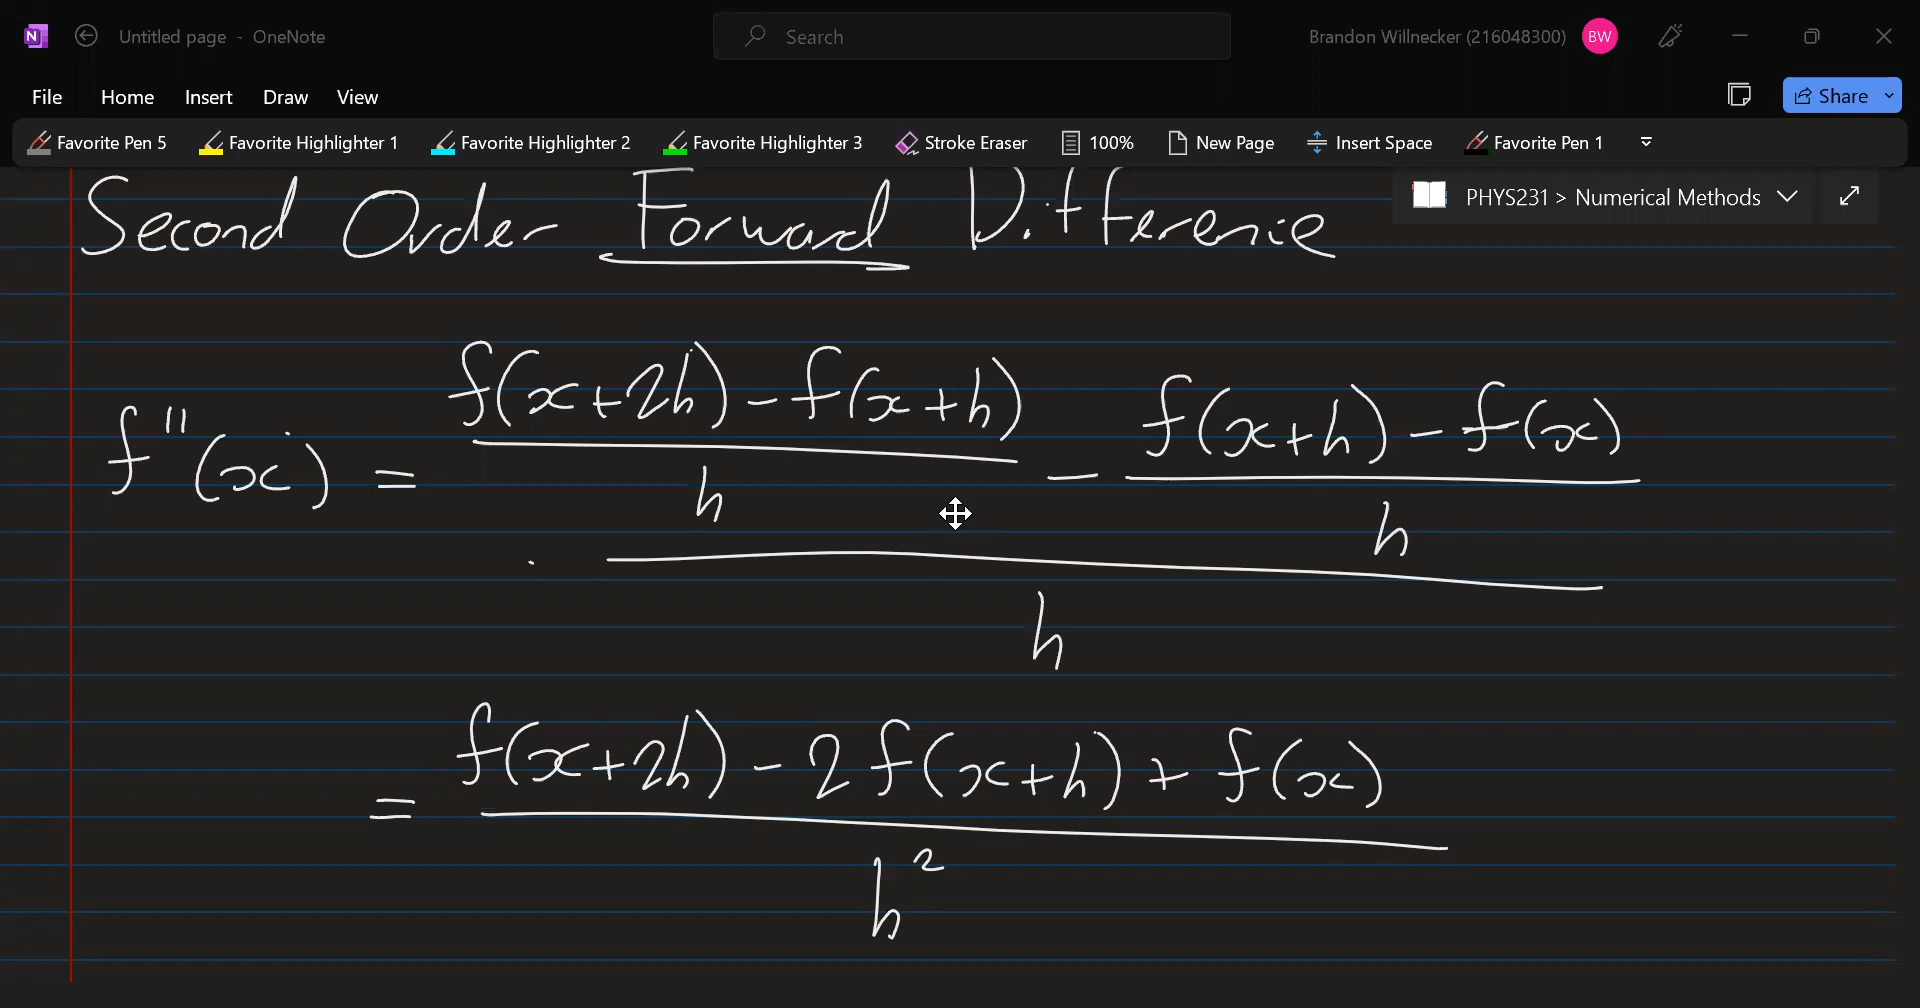 Untitled page - OneNote
Search
Brandon Willnecker (216048300)
BW
File Home Insert Draw View
Share
Favorite Pen 5 Favorite Highlighter 1 Favorite Highlighter 2 Favorite Highlighter 3 Stroke Eraser 100% New Page Insert Space Favorite Pen 1
PHYS231 > Numerical Methods
Second Order Forward Difference
f(x+2h) - f(x+h) f(x+h) - f(x)
f''(x) = —
h h
h
f(x+2h) - 2f(x+h) + f(x)
=
h²